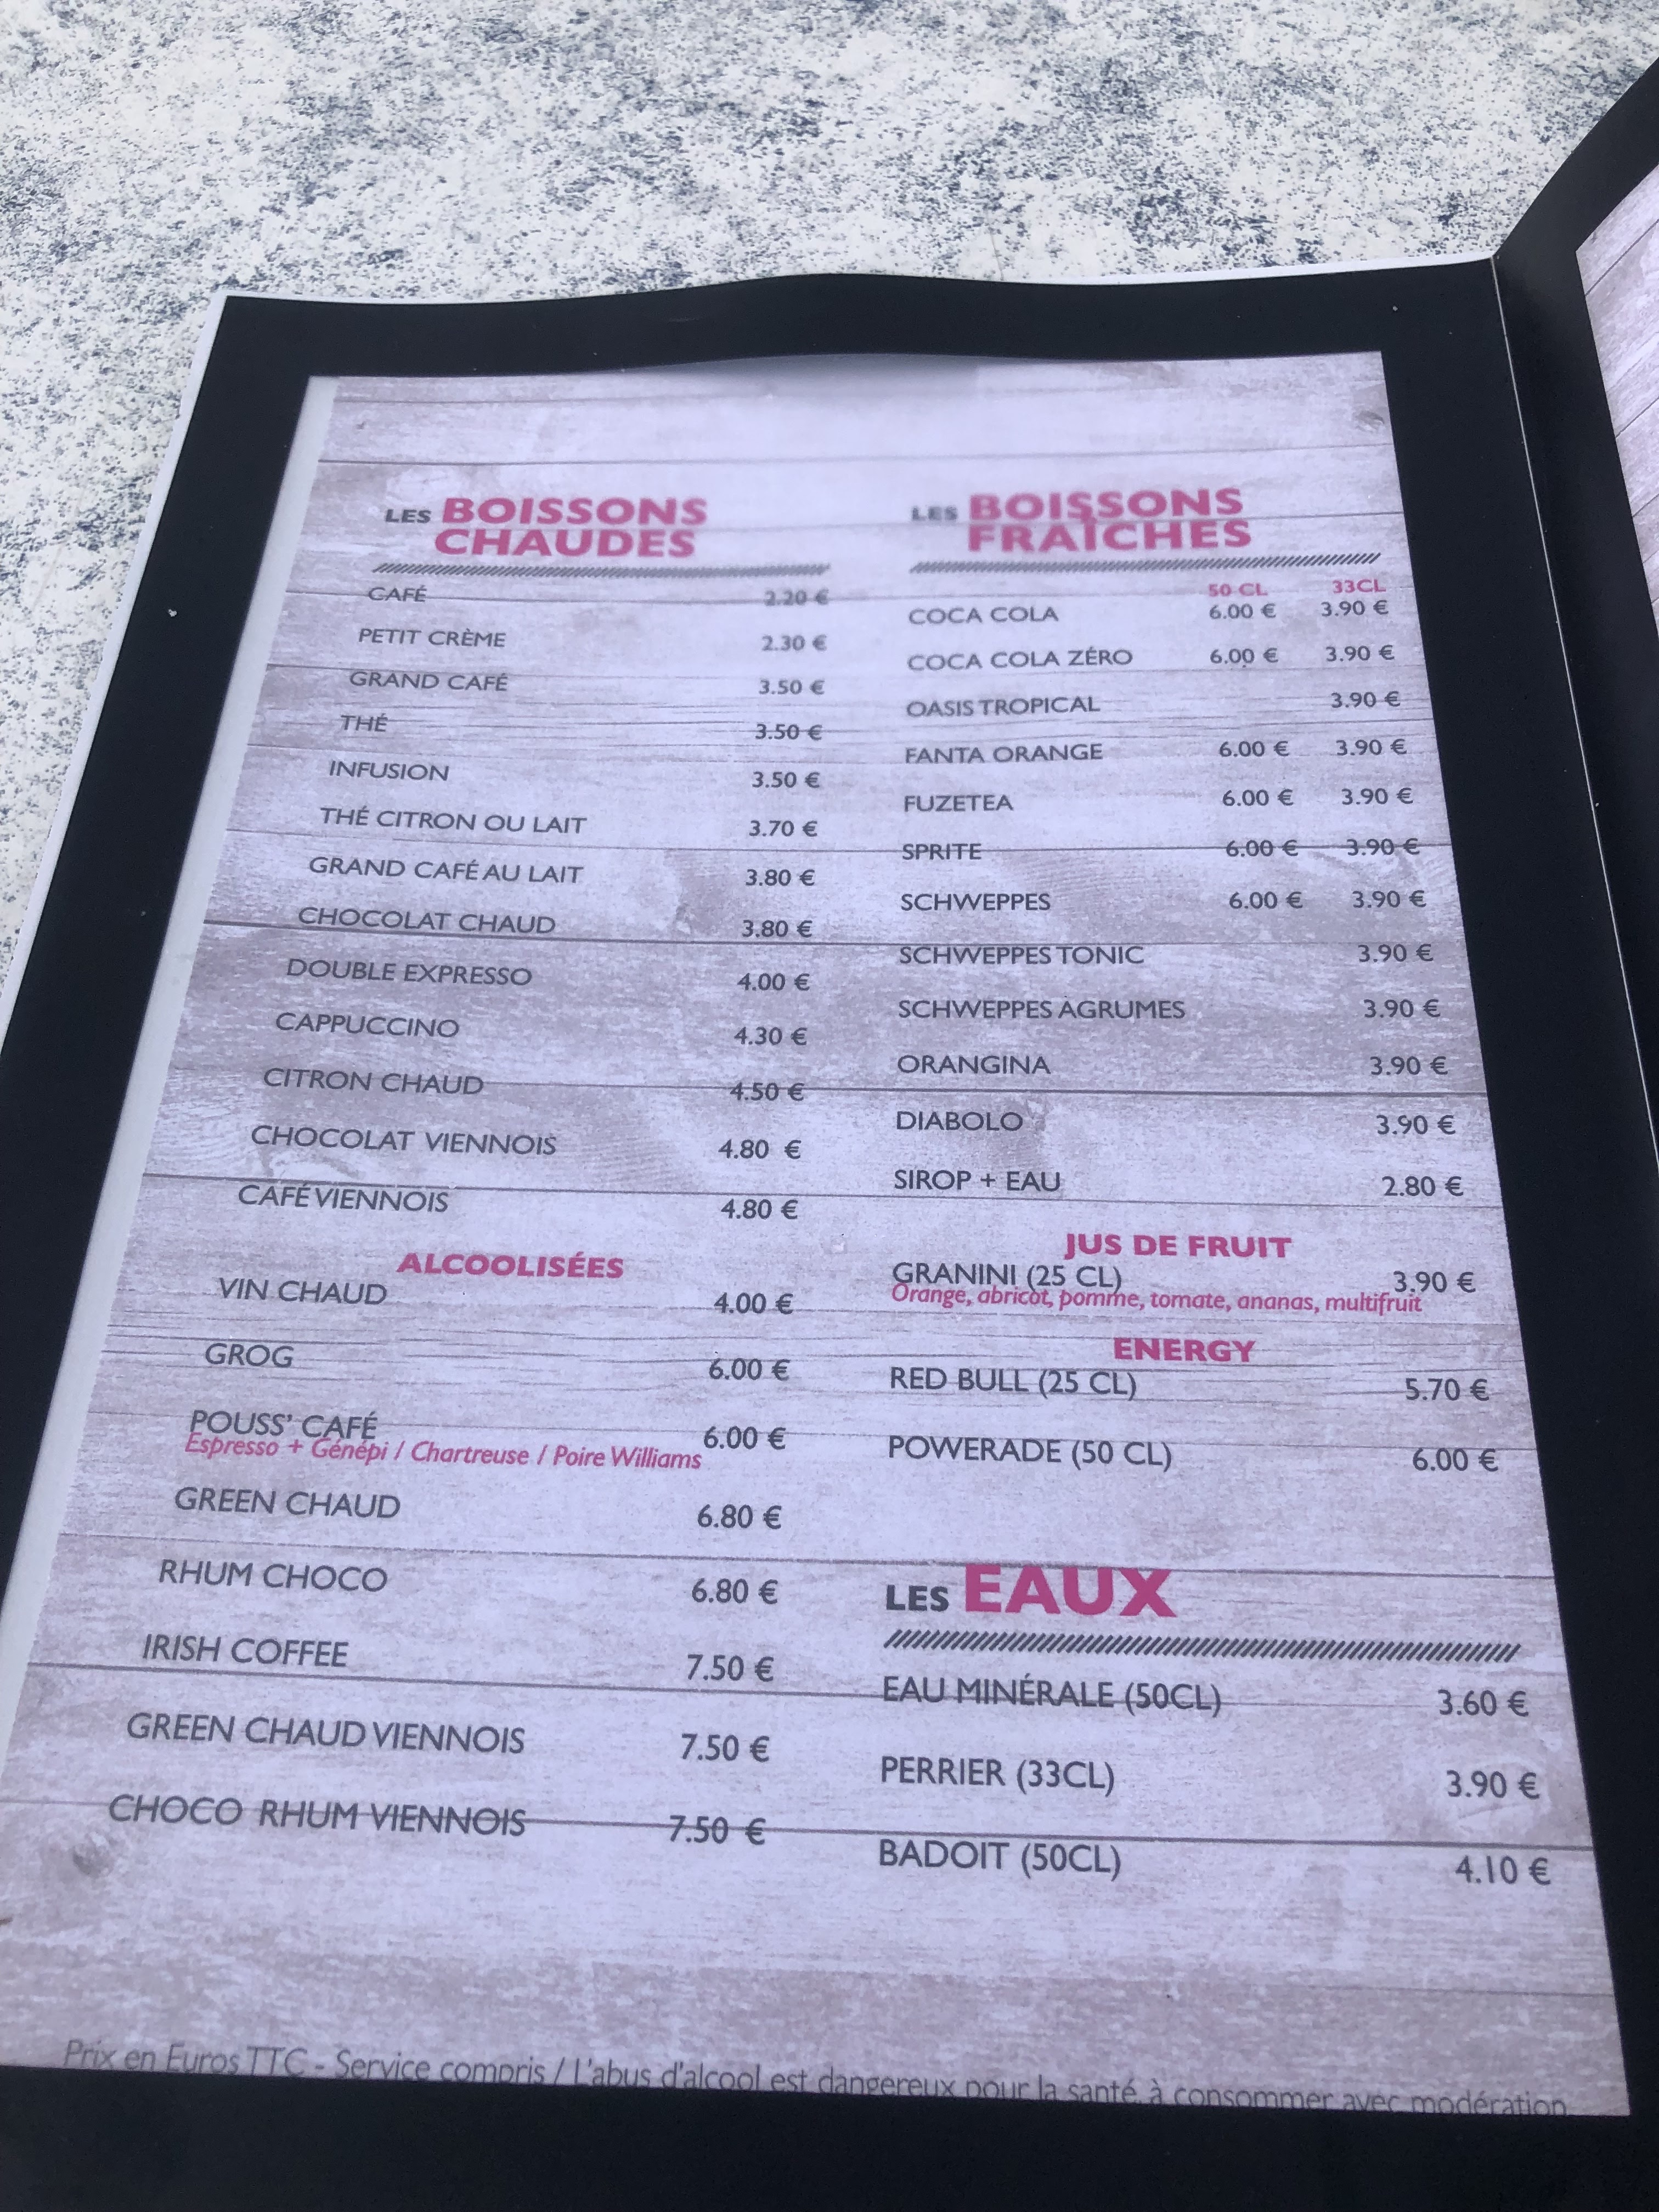 LES BOISSONS
CHAUDES
CAFÉ 2.20 €
PETIT CRÈME 2.30 €
GRAND CAFÉ 3.50 €
THÉ 3.50 €
INFUSION 3.50 €
THÉ CITRON OU LAIT 3.70 €
GRAND CAFÉ AU LAIT 3.80 €
CHOCOLAT CHAUD 3.80 €
DOUBLE EXPRESSO 4.00 €
CAPPUCCINO 4.30 €
CITRON CHAUD 4.50 €
CHOCOLAT VIENNOIS 4.80 €
CAFÉ VIENNOIS 4.80 €
ALCOOLISÉES
VIN CHAUD 4.00 €
GROG 6.00 €
POUSS' CAFÉ 6.00 €
Espresso + Génépi / Chartreuse / Poire Williams
GREEN CHAUD 6.80 €
RHUM CHOCO 6.80 €
IRISH COFFEE 7.50 €
GREEN CHAUD VIENNOIS 7.50 €
CHOCO RHUM VIENNOIS 7.50 €
LES BOISSONS
FRAÎCHES
50 CL 33CL
COCA COLA 6.00 € 3.90 €
COCA COLA ZÉRO 6.00 € 3.90 €
OASIS TROPICAL 3.90 €
FANTA ORANGE 6.00 € 3.90 €
FUZETEA 6.00 € 3.90 €
SPRITE 6.00 € 3.90 €
SCHWEPPES 6.00 € 3.90 €
SCHWEPPES TONIC 3.90 €
SCHWEPPES AGRUMES 3.90 €
ORANGINA 3.90 €
DIABOLO 3.90 €
SIROP + EAU 2.80 €
JUS DE FRUIT
GRANINI (25 CL) 3.90 €
Orange, abricot, pomme, tomate, ananas, multifruit
ENERGY
RED BULL (25 CL) 5.70 €
POWERADE (50 CL) 6.00 €
LES EAUX
EAU MINÉRALE (50CL) 3.60 €
PERRIER (33CL) 3.90 €
BADOIT (50CL) 4.10 €
Prix en Euros TTC - Service compris / L'abus d'alcool est dangereux pour la santé, à consommer avec modération